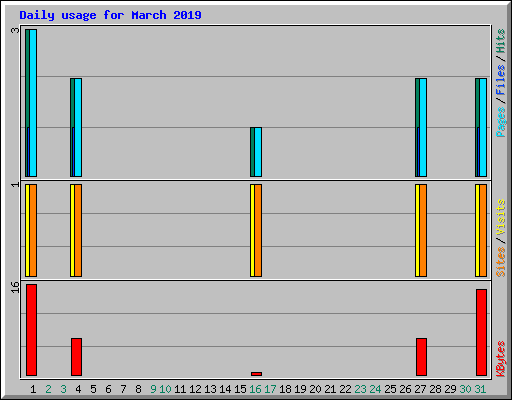 Daily usage for March 2019
3
Pages / Files / Hits
1
Sites / Visits
16
KBytes
1 2 3 4 5 6 7 8 9 10 11 12 13 14 15 16 17 18 19 20 21 22 23 24 25 26 27 28 29 30 31